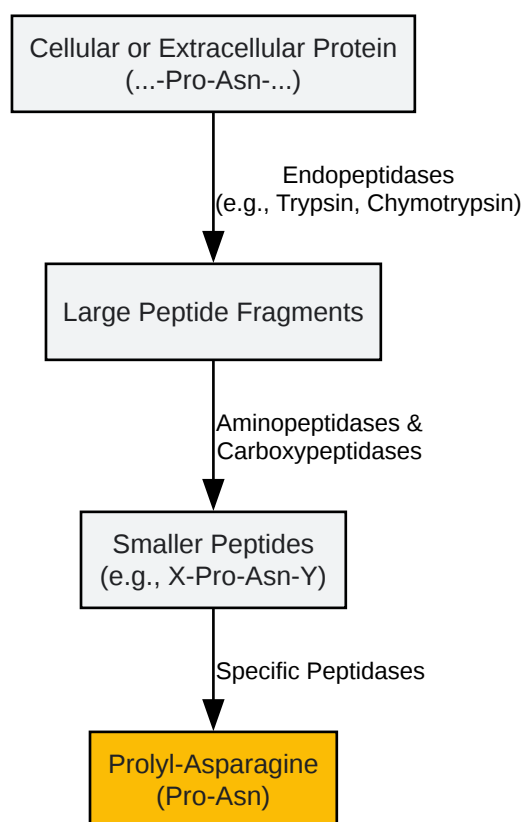 Cellular or Extracellular Protein
(...-Pro-Asn-...)
Endopeptidases
(e.g., Trypsin, Chymotrypsin)
Large Peptide Fragments
Aminopeptidases &
Carboxypeptidases
Smaller Peptides
(e.g., X-Pro-Asn-Y)
Specific Peptidases
Prolyl-Asparagine
(Pro-Asn)